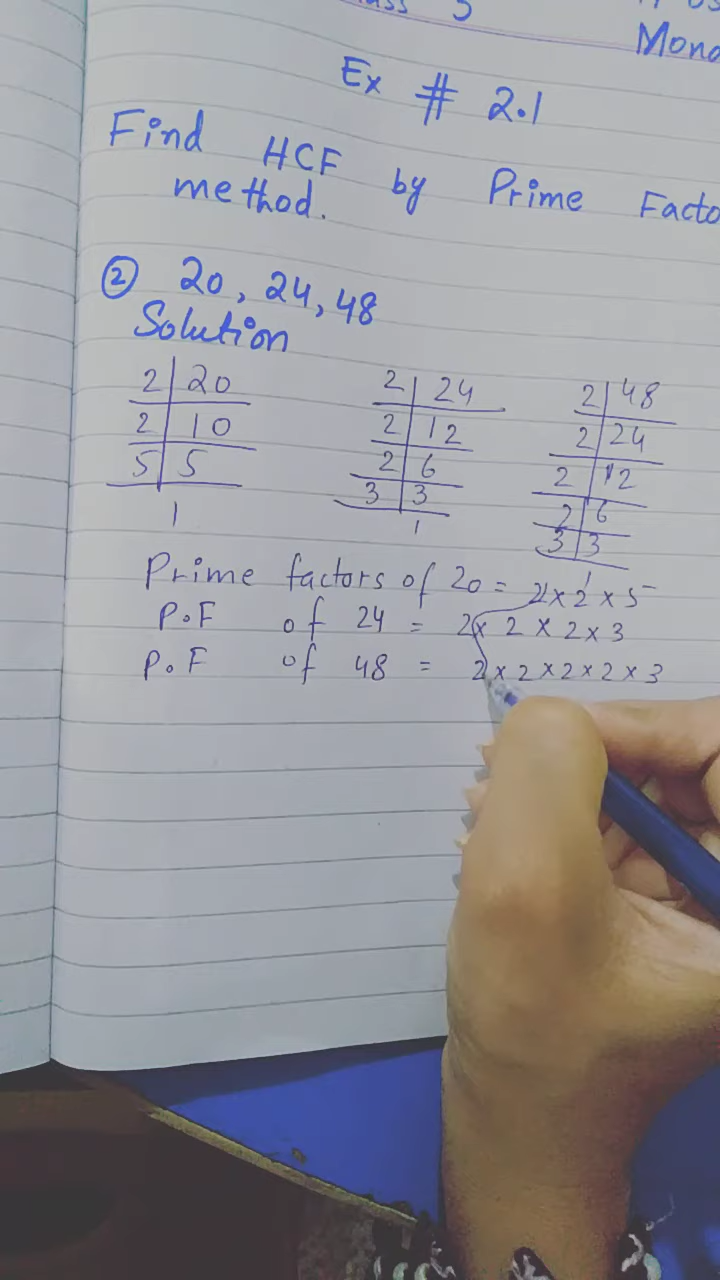 5
Mond
Ex # 2.1
Find HCF by Prime Facto
method.
② 20, 24, 48
Solution
2 | 20 2 | 24 2 | 48
2 | 10 2 | 12 2 | 24
5 | 5 2 | 6 2 | 12
1 3 | 3 2 | 6
1 3 | 3
1
Prime factors of 20 = 2 x 2 x 5
P.F of 24 = 2 x 2 x 2 x 3
P.F of 48 = 2 x 2 x 2 x 2 x 3